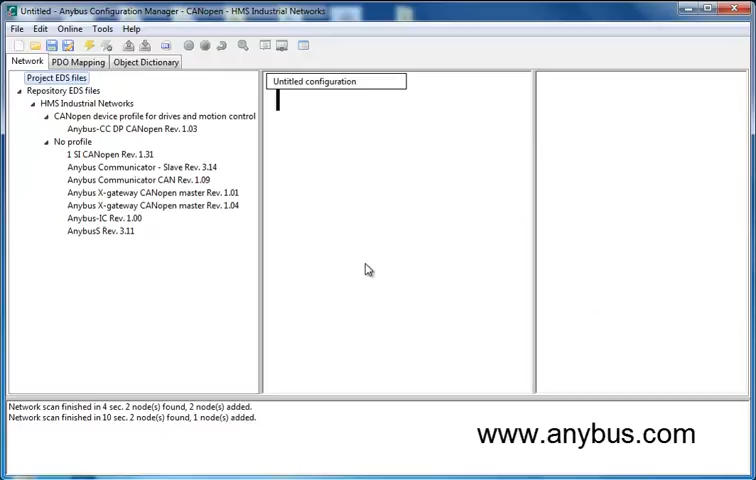 Untitled - Anybus Configuration Manager - CANopen - HMS Industrial Networks
File Edit Online Tools Help
Network PDO Mapping Object Dictionary
Project EDS files
Repository EDS files
HMS Industrial Networks
CANopen device profile for drives and motion control
Anybus-CC DP CANopen Rev. 1.03
No profile
1 SI CANopen Rev. 1.31
Anybus Communicator - Slave Rev. 3.14
Anybus Communicator CAN Rev. 1.09
Anybus X-gateway CANopen master Rev. 1.01
Anybus X-gateway CANopen master Rev. 1.04
Anybus-IC Rev. 1.00
AnybusS Rev. 3.11
Untitled configuration
Network scan finished in 4 sec. 2 node(s) found, 2 node(s) added.
Network scan finished in 10 sec. 2 node(s) found, 1 node(s) added.
www.anybus.com